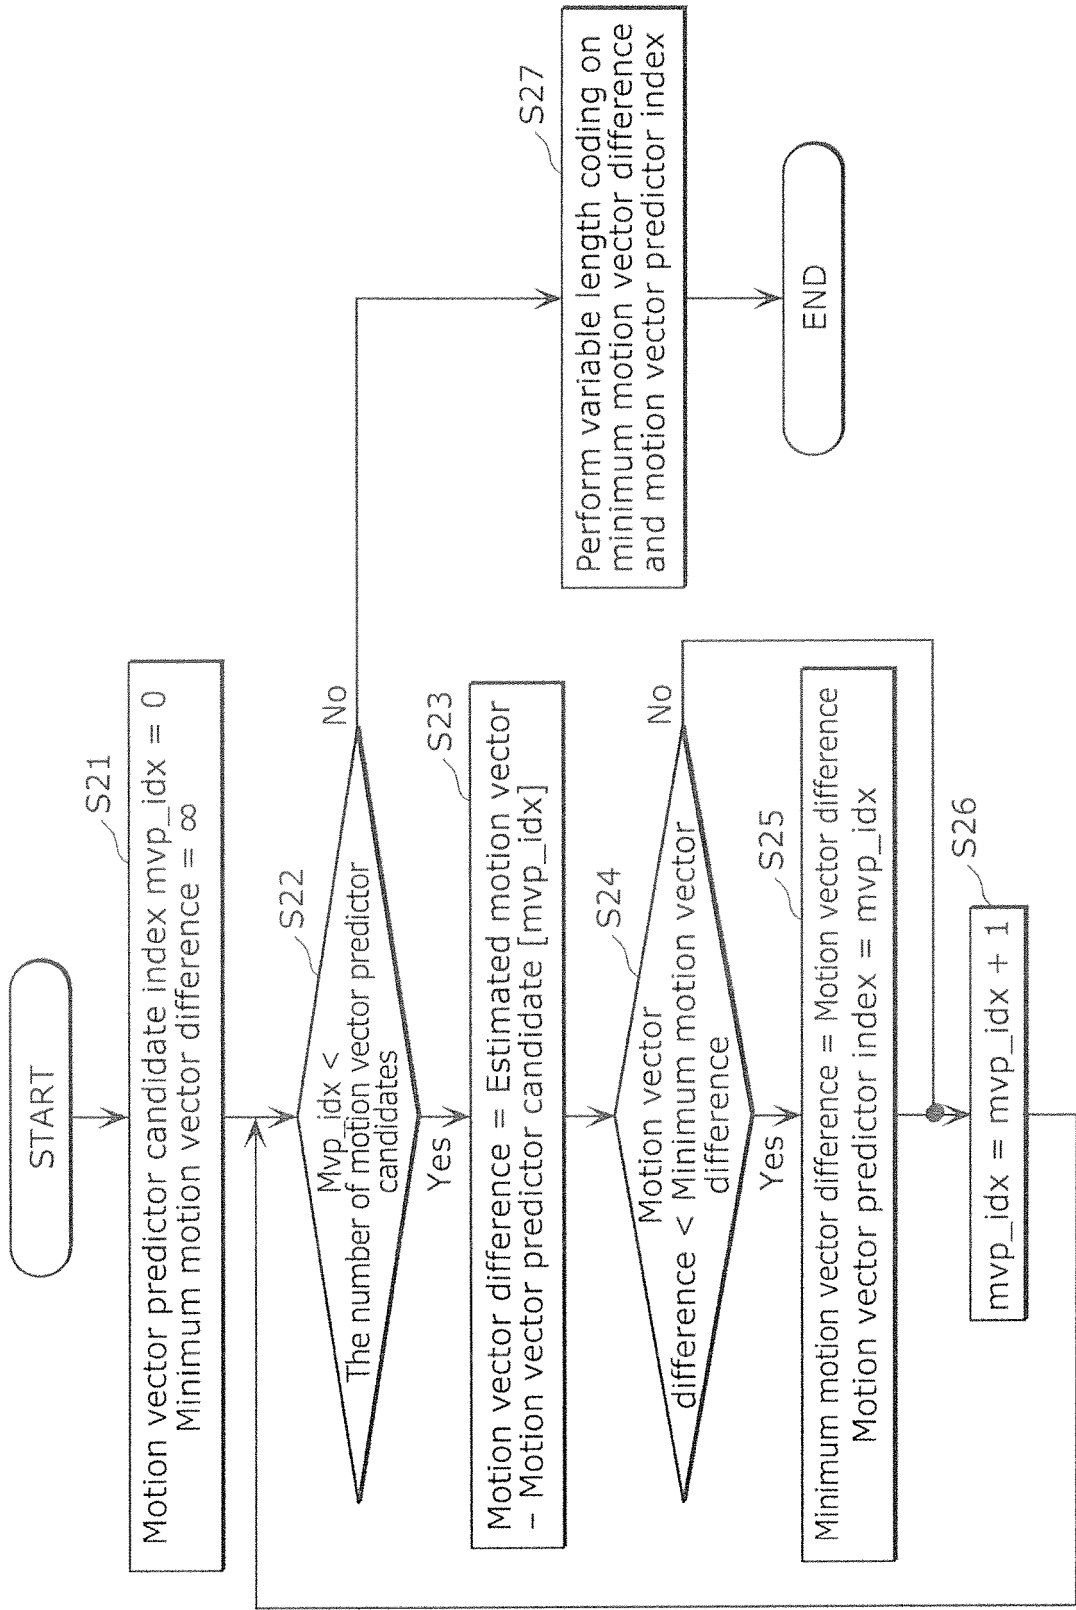 START
S21
Motion vector predictor candidate index mvp_idx = 0
Minimum motion vector difference = ∞
S22
Mvp_idx <
The number of motion vector predictor
candidates
No
Yes
S23
Motion vector difference = Estimated motion vector
– Motion vector predictor candidate [mvp_idx]
S24
Motion vector
difference < Minimum motion vector
difference
No
Yes
S25
Minimum motion vector difference = Motion vector difference
Motion vector predictor index = mvp_idx
S26
mvp_idx = mvp_idx + 1
S27
Perform variable length coding on
minimum motion vector difference
and motion vector predictor index
END